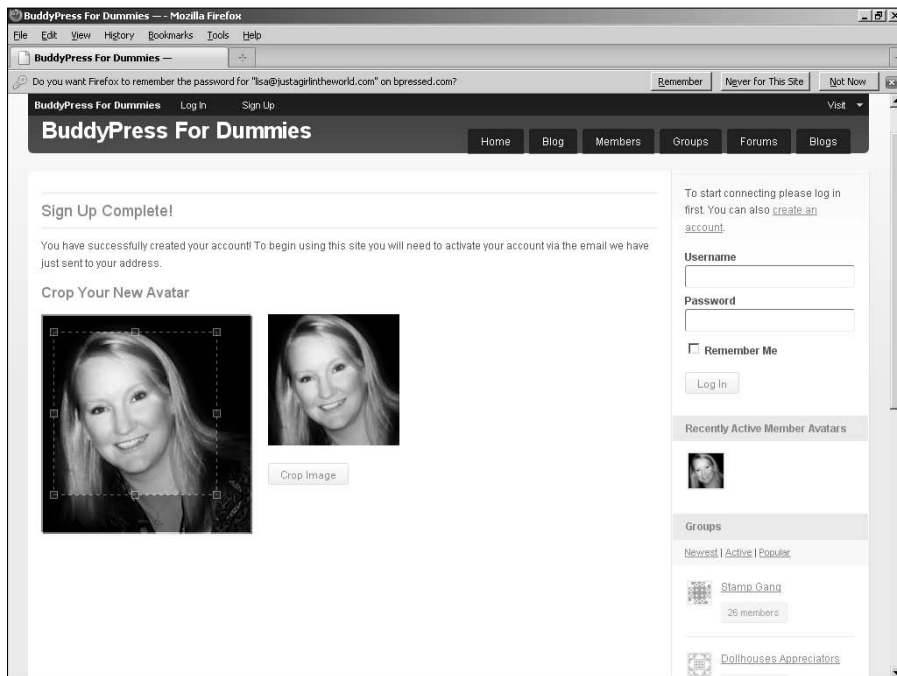 BuddyPress For Dummies — - Mozilla Firefox
File Edit View History Bookmarks Tools Help
BuddyPress For Dummies —
Do you want Firefox to remember the password for "lisa@justagirlintheworld.com" on bpressed.com?
Remember Never for This Site Not Now
BuddyPress For Dummies Log In Sign Up Visit
BuddyPress For Dummies
Home Blog Members Groups Forums Blogs
Sign Up Complete!
You have successfully created your account! To begin using this site you will need to activate your account via the email we have
just sent to your address.
Crop Your New Avatar
Crop Image
To start connecting please log in
first. You can also create an
account.
Username
Password
Remember Me
Log In
Recently Active Member Avatars
Groups
Newest | Active | Popular
Stamp Gang
26 members
Dollhouses Appreciators